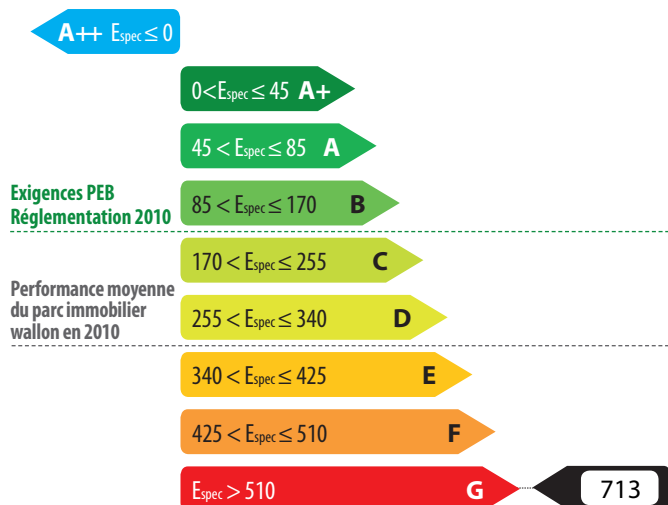 A++ Espec ≤ 0
0<Espec ≤ 45 A+
45 < Espec ≤ 85 A
Exigences PEB
Réglementation 2010
85 < Espec ≤ 170 B
170 < Espec ≤ 255 C
Performance moyenne
du parc immobilier
wallon en 2010
255 < Espec ≤ 340 D
340 < Espec ≤ 425 E
425 < Espec ≤ 510 F
Espec > 510 G 713